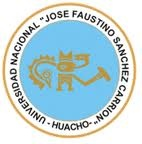 UNIVERSIDAD NACIONAL "JOSE FAUSTINO SANCHEZ CARRION"
- HUACHO -